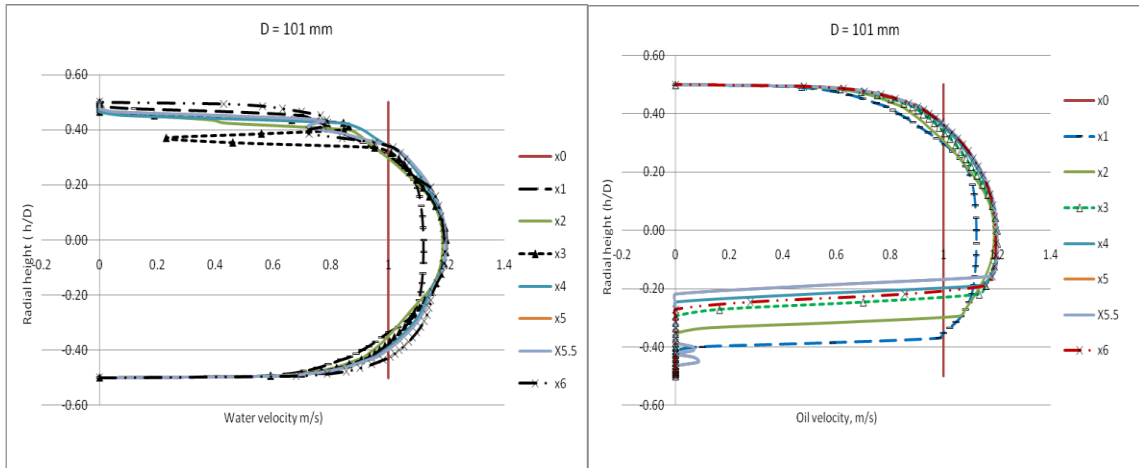 D = 101 mm
0.60
0.40
0.20
0.00
-0.20
-0.40
-0.60
-0.2
0
0.2
0.4
0.6
0.8
1
1.2
1.4
Radial height (h/D)
Water velocity m/s)
x0
x1
x2
x3
x4
x5
X5.5
x6
D = 101 mm
0.60
0.40
0.20
0.00
-0.20
-0.40
-0.60
-0.2
0
0.2
0.4
0.6
0.8
1
1.2
1.4
Radial height (h/D)
Oil velocity, m/s)
x0
x1
x2
x3
x4
x5
X5.5
x6